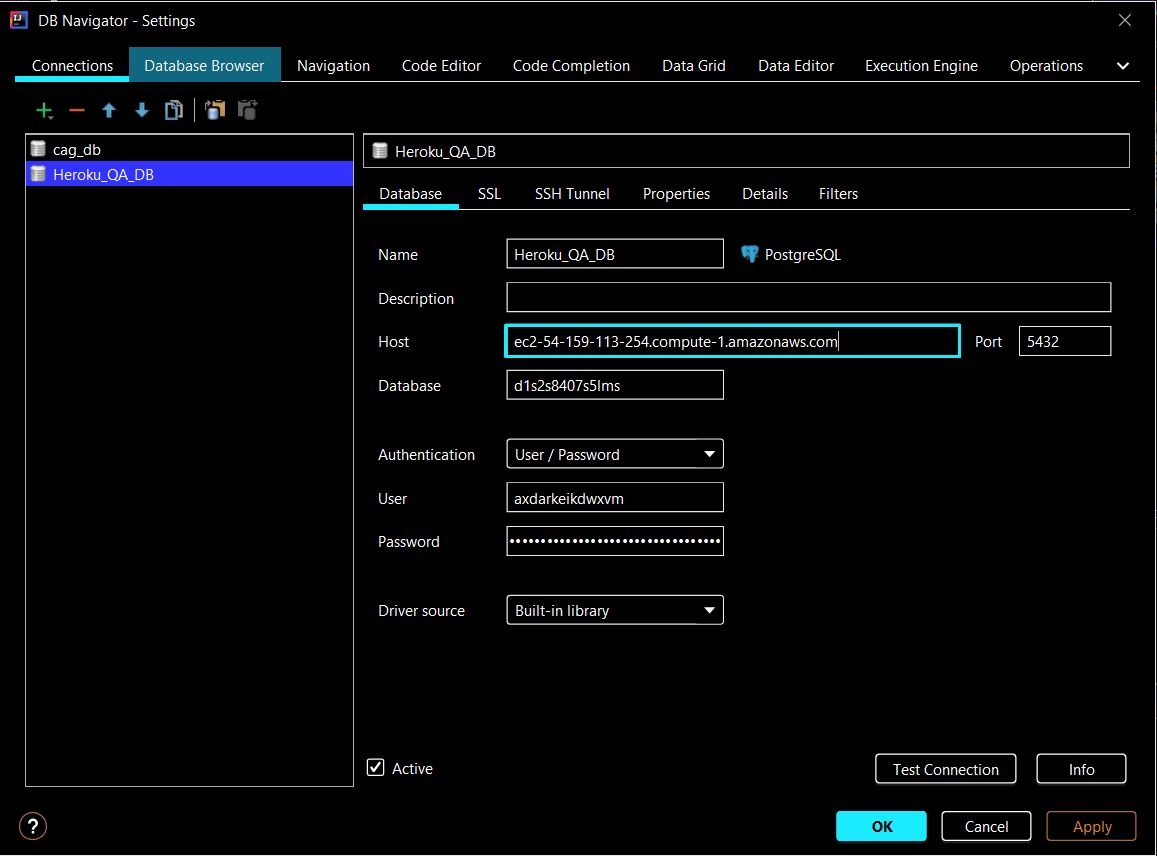 DB Navigator - Settings
Connections Database Browser Navigation Code Editor Code Completion Data Grid Data Editor Execution Engine Operations
cag_db
Heroku_QA_DB
Heroku_QA_DB
Database SSL SSH Tunnel Properties Details Filters
Name Heroku_QA_DB PostgreSQL
Description
Host ec2-54-159-113-254.compute-1.amazonaws.com Port 5432
Database d1s2s8407s5lms
Authentication User / Password
User axdarkeikdwxvm
Password
Driver source Built-in library
Active Test Connection Info
? OK Cancel Apply